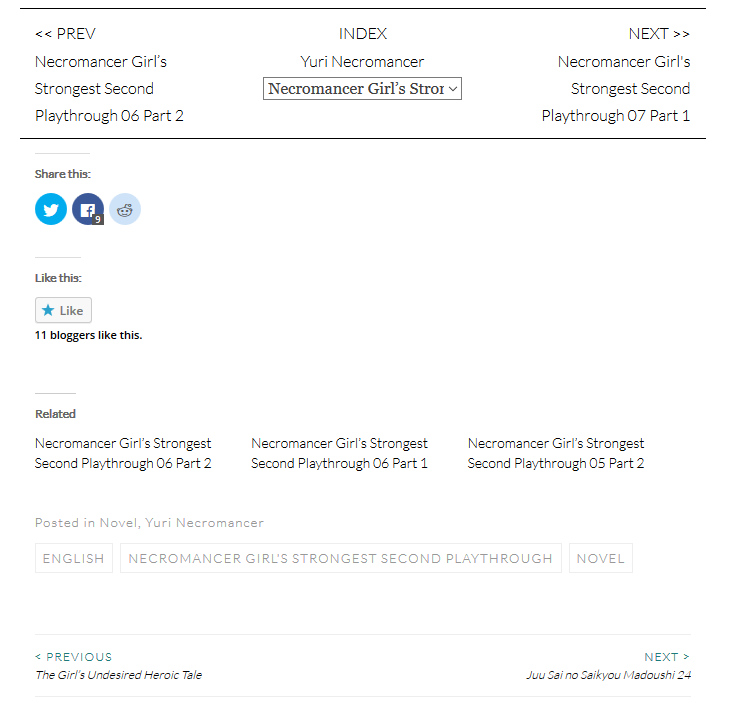 << PREV
INDEX
NEXT >>
Necromancer Girl’s
Strongest Second
Playthrough 06 Part 2
Yuri Necromancer
Necromancer Girl’s Stror
Necromancer Girl's
Strongest Second
Playthrough 07 Part 1
Share this:
9
Like this:
Like
11 bloggers like this.
Related
Necromancer Girl’s Strongest
Second Playthrough 06 Part 2
Necromancer Girl’s Strongest
Second Playthrough 06 Part 1
Necromancer Girl’s Strongest
Second Playthrough 05 Part 2
Posted in Novel, Yuri Necromancer
ENGLISH
NECROMANCER GIRL'S STRONGEST SECOND PLAYTHROUGH
NOVEL
< PREVIOUS
The Girl’s Undesired Heroic Tale
NEXT >
Juu Sai no Saikyou Madoushi 24